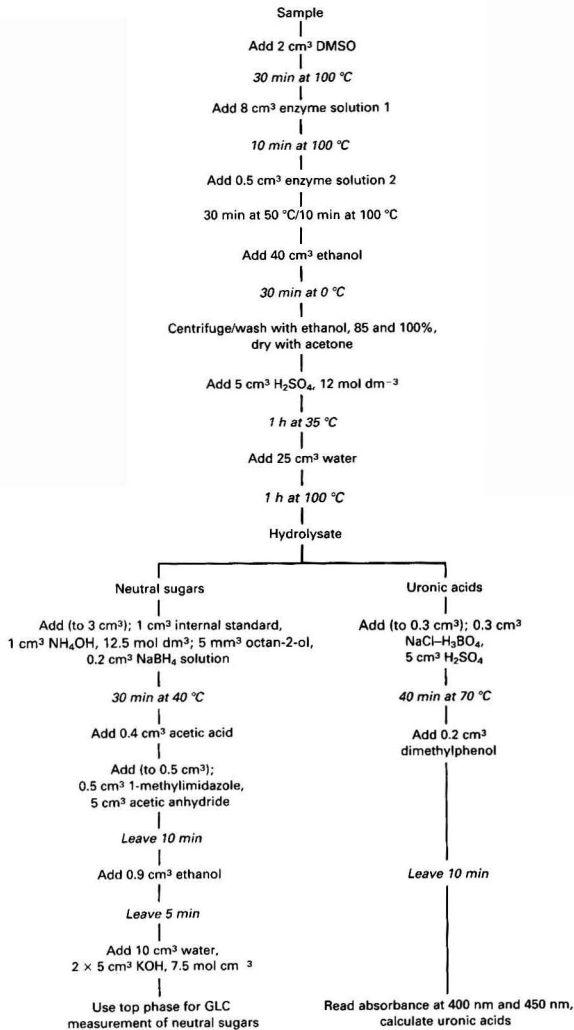 Sample
Add 2 cm³ DMSO
30 min at 100 °C
Add 8 cm³ enzyme solution 1
10 min at 100 °C
Add 0.5 cm³ enzyme solution 2
30 min at 50 °C/10 min at 100 °C
Add 40 cm³ ethanol
30 min at 0 °C
Centrifuge/wash with ethanol, 85 and 100%,
dry with acetone
Add 5 cm³ H₂SO₄, 12 mol dm⁻³
1 h at 35 °C
Add 25 cm³ water
1 h at 100 °C
Hydrolysate
Neutral sugars
Add (to 3 cm³); 1 cm³ internal standard,
1 cm³ NH₄OH, 12.5 mol dm³; 5 mm³ octan-2-ol,
0.2 cm³ NaBH₄ solution
30 min at 40 °C
Add 0.4 cm³ acetic acid
Add (to 0.5 cm³);
0.5 cm³ 1-methylimidazole,
5 cm³ acetic anhydride
Leave 10 min
Add 0.9 cm³ ethanol
Leave 5 min
Add 10 cm³ water,
2 × 5 cm³ KOH, 7.5 mol cm ³
Use top phase for GLC
measurement of neutral sugars
Uronic acids
Add (to 0.3 cm³); 0.3 cm³
NaCl–H₃BO₄,
5 cm³ H₂SO₄
40 min at 70 °C
Add 0.2 cm³
dimethylphenol
Leave 10 min
Read absorbance at 400 nm and 450 nm,
calculate uronic acids